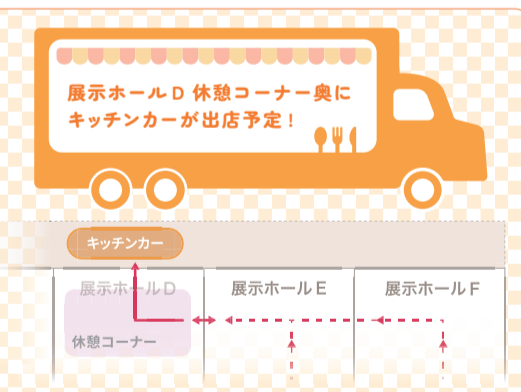 展示ホールD 休憩コーナー奥に
キッチンカーが出店予定！
キッチンカー
展示ホールD
展示ホールE
展示ホールF
休憩コーナー